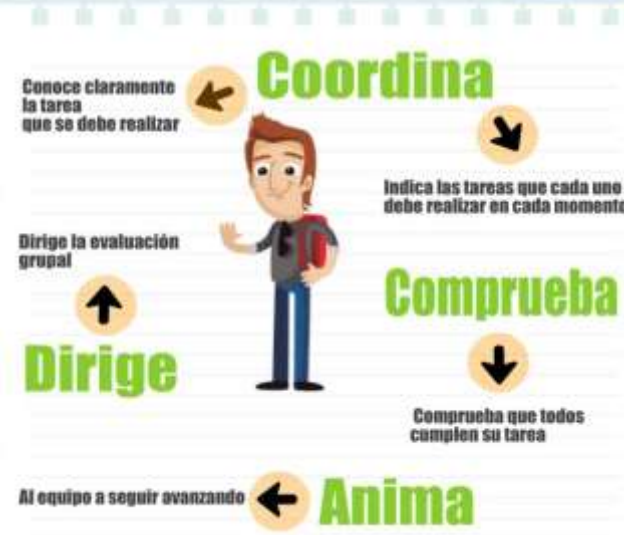 Coordina
Conoce claramente
la tarea
que se debe realizar
Indica las tareas que cada uno
debe realizar en cada momento
Dirige la evaluación
grupal
Dirige
Comprueba
Comprueba que todos
cumplen su tarea
Al equipo a seguir avanzando
Anima